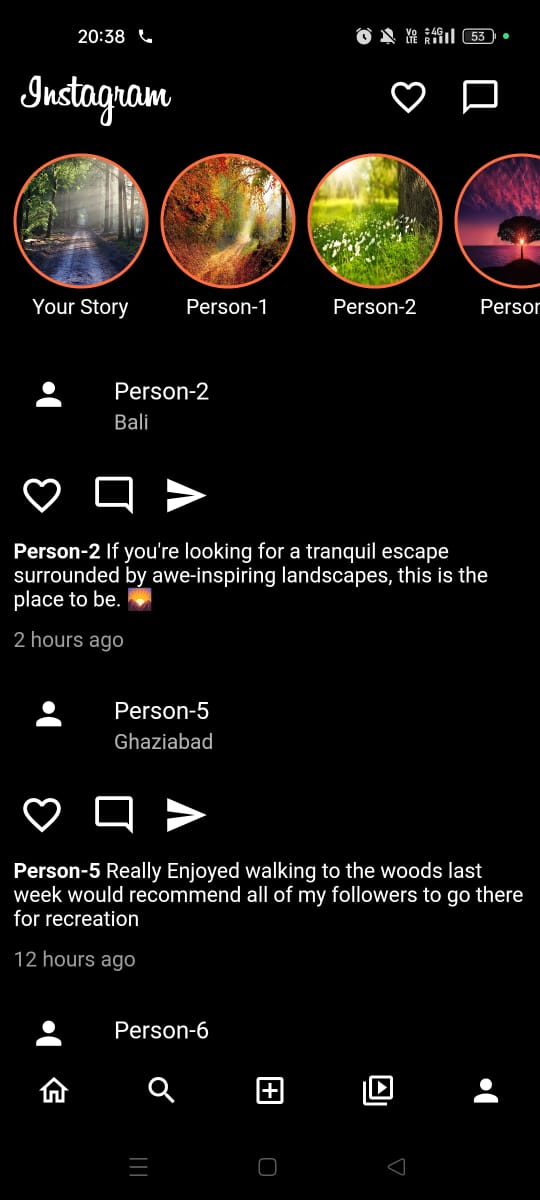 20:38
Vo LTE 4G R 53
Instagram
Your Story Person-1 Person-2 Person
Person-2
Bali
Person-2 If you're looking for a tranquil escape
surrounded by awe-inspiring landscapes, this is the
place to be. 🌄
2 hours ago
Person-5
Ghaziabad
Person-5 Really Enjoyed walking to the woods last
week would recommend all of my followers to go there
for recreation
12 hours ago
Person-6